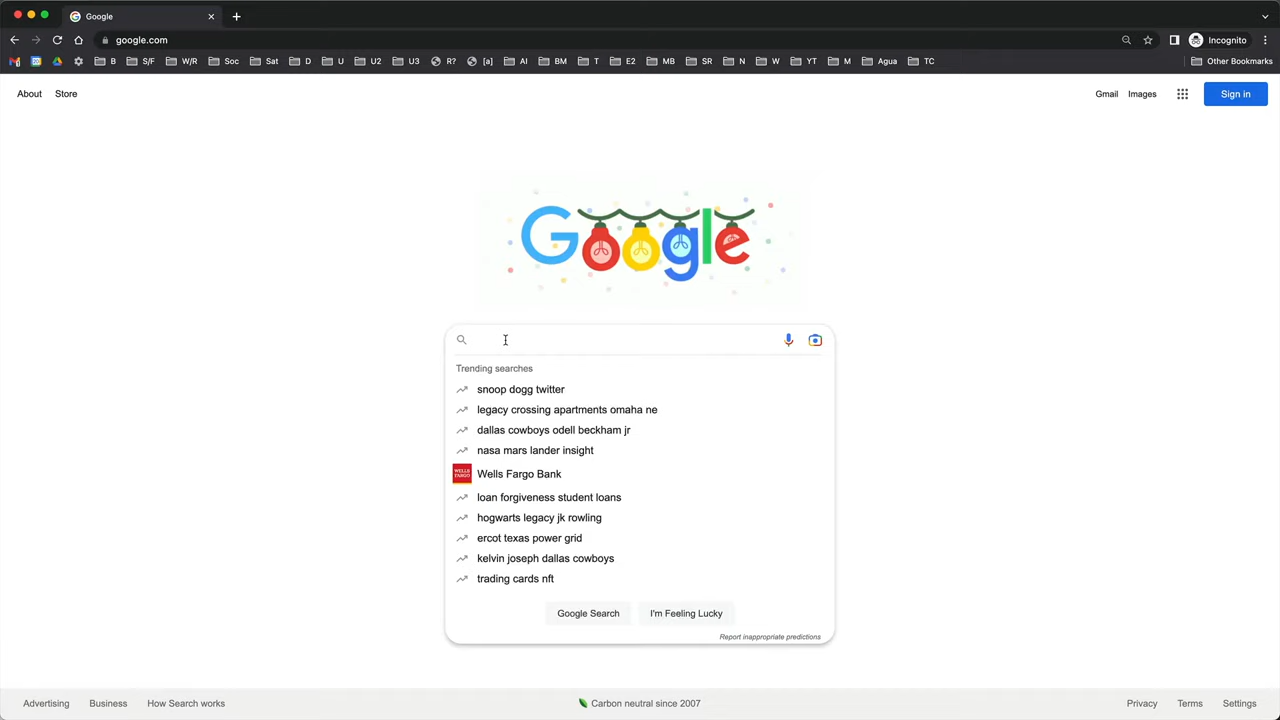 Google
google.com
Incognito
B S/F W/R Soc Sat D U U2 U3 R? [a] AI BM T E2 MB SR N W YT M Agua TC Other Bookmarks
About Store Gmail Images Sign in
Google
Trending searches
snoop dogg twitter
legacy crossing apartments omaha ne
dallas cowboys odell beckham jr
nasa mars lander insight
WELLS FARGO Wells Fargo Bank
loan forgiveness student loans
hogwarts legacy jk rowling
ercot texas power grid
kelvin joseph dallas cowboys
trading cards nft
Google Search I'm Feeling Lucky
Report inappropriate predictions
Advertising Business How Search works Carbon neutral since 2007 Privacy Terms Settings